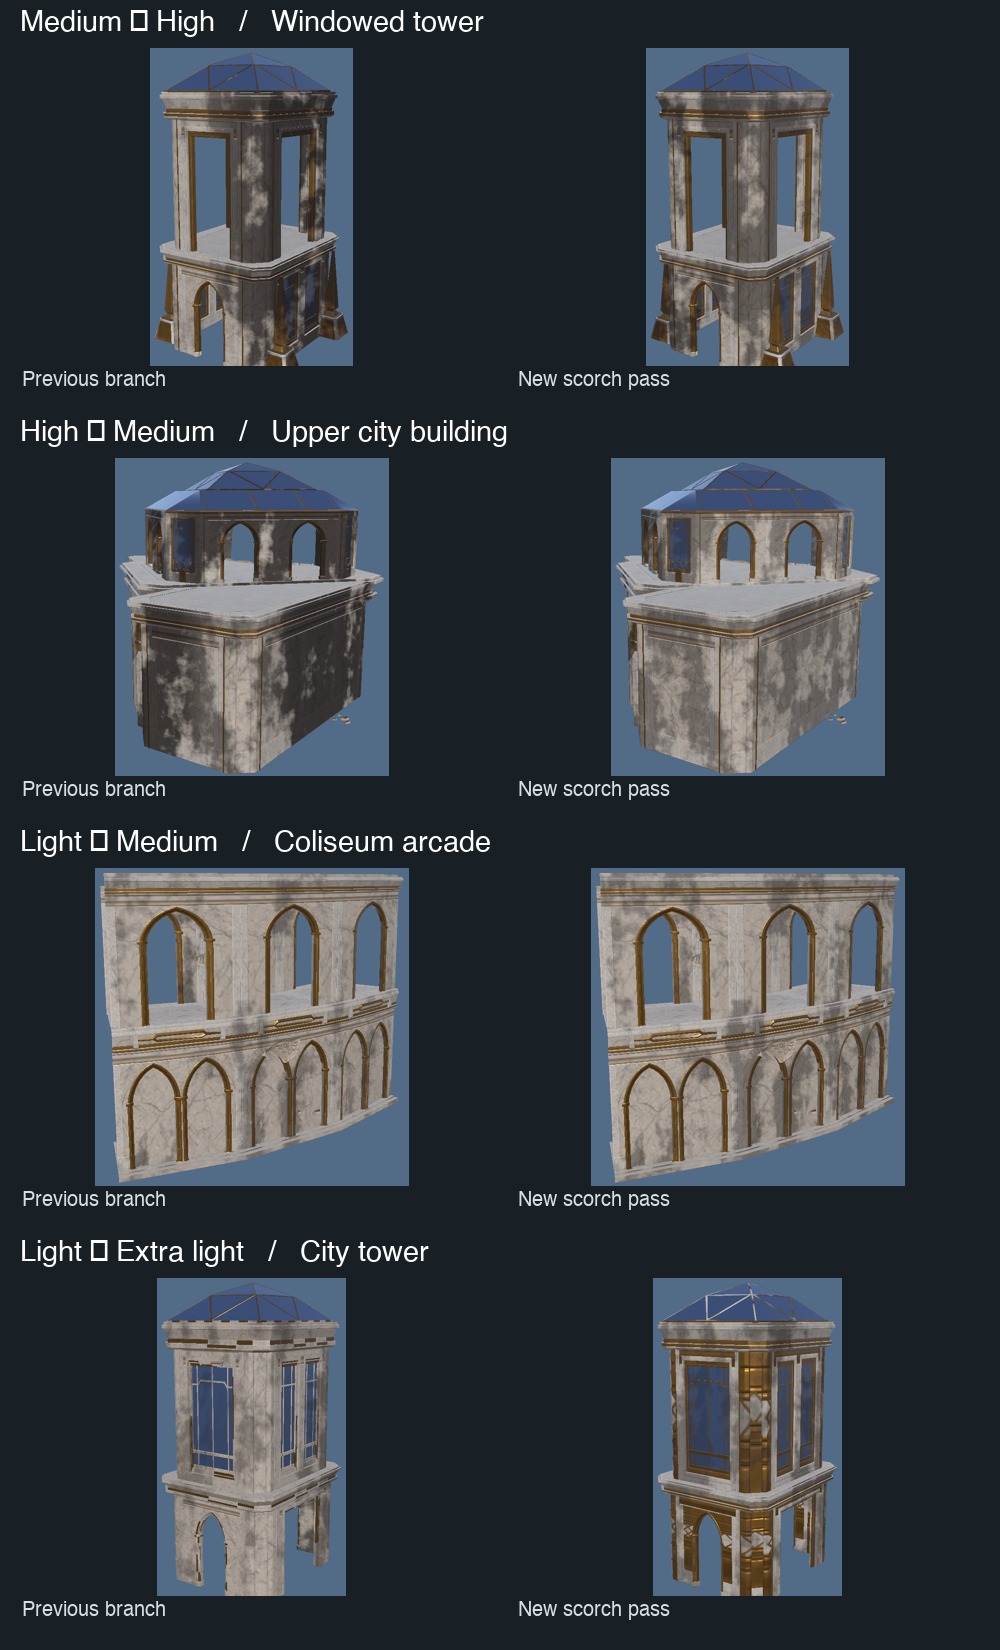 Medium □ High / Windowed tower
Previous branch
New scorch pass
High □ Medium / Upper city building
Previous branch
New scorch pass
Light □ Medium / Coliseum arcade
Previous branch
New scorch pass
Light □ Extra light / City tower
Previous branch
New scorch pass